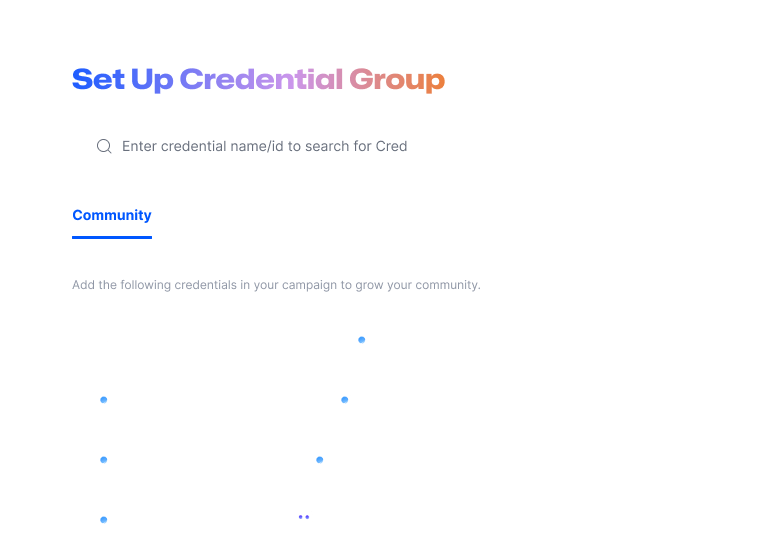 Set Up Credential Group
Enter credential name/id to search for Cred
Community
Add the following credentials in your campaign to grow your community.